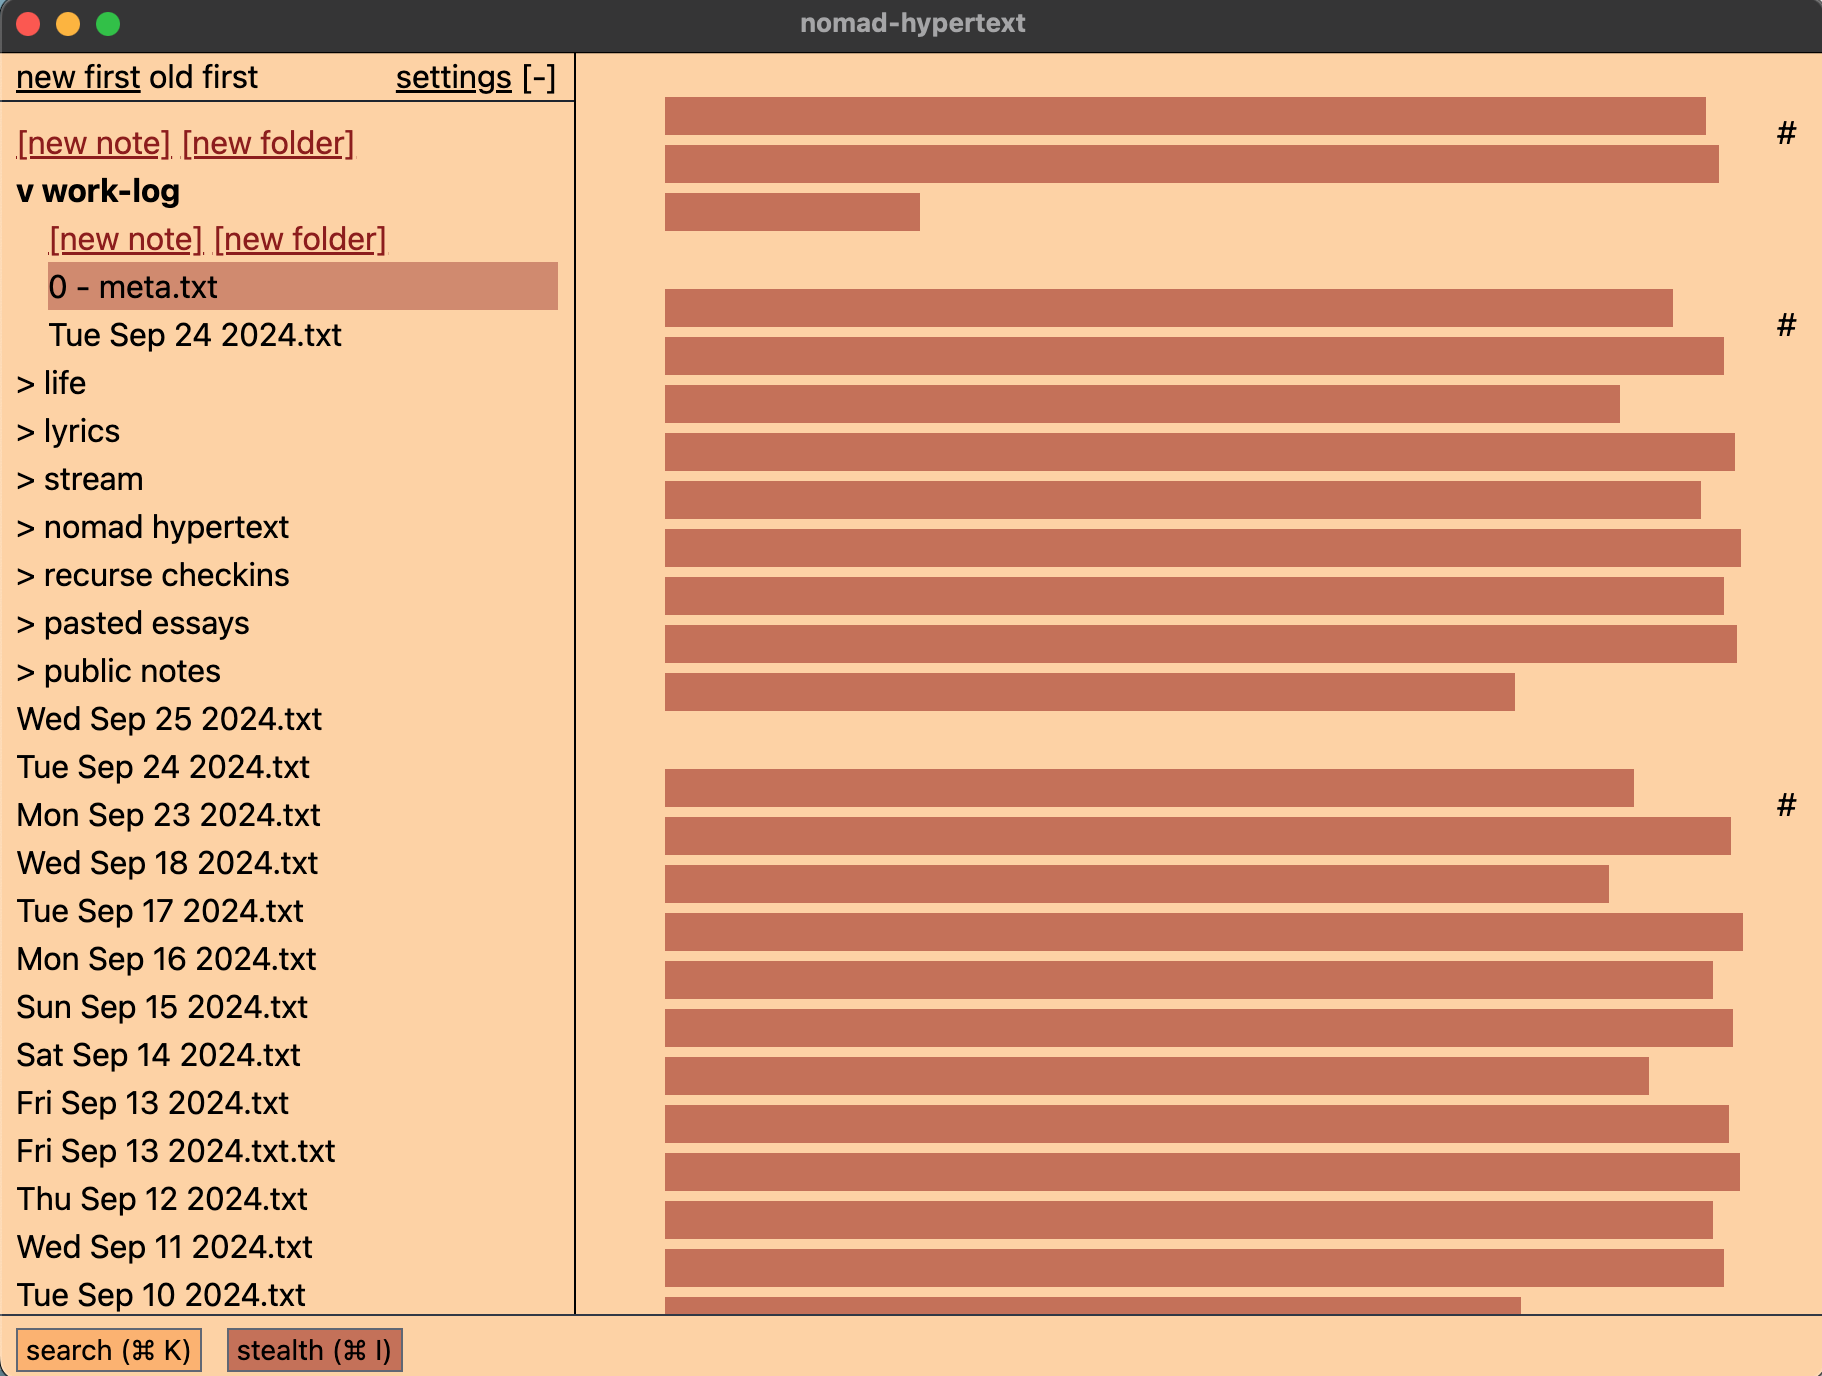 nomad-hypertext
new first old first settings [-]
[new note] [new folder]
v work-log
[new note] [new folder]
0 - meta.txt
Tue Sep 24 2024.txt
> life
> lyrics
> stream
> nomad hypertext
> recurse checkins
> pasted essays
> public notes
Wed Sep 25 2024.txt
Tue Sep 24 2024.txt
Mon Sep 23 2024.txt
Wed Sep 18 2024.txt
Tue Sep 17 2024.txt
Mon Sep 16 2024.txt
Sun Sep 15 2024.txt
Sat Sep 14 2024.txt
Fri Sep 13 2024.txt
Fri Sep 13 2024.txt.txt
Thu Sep 12 2024.txt
Wed Sep 11 2024.txt
Tue Sep 10 2024.txt
#
#
#
search (⌘ K) stealth (⌘ I)